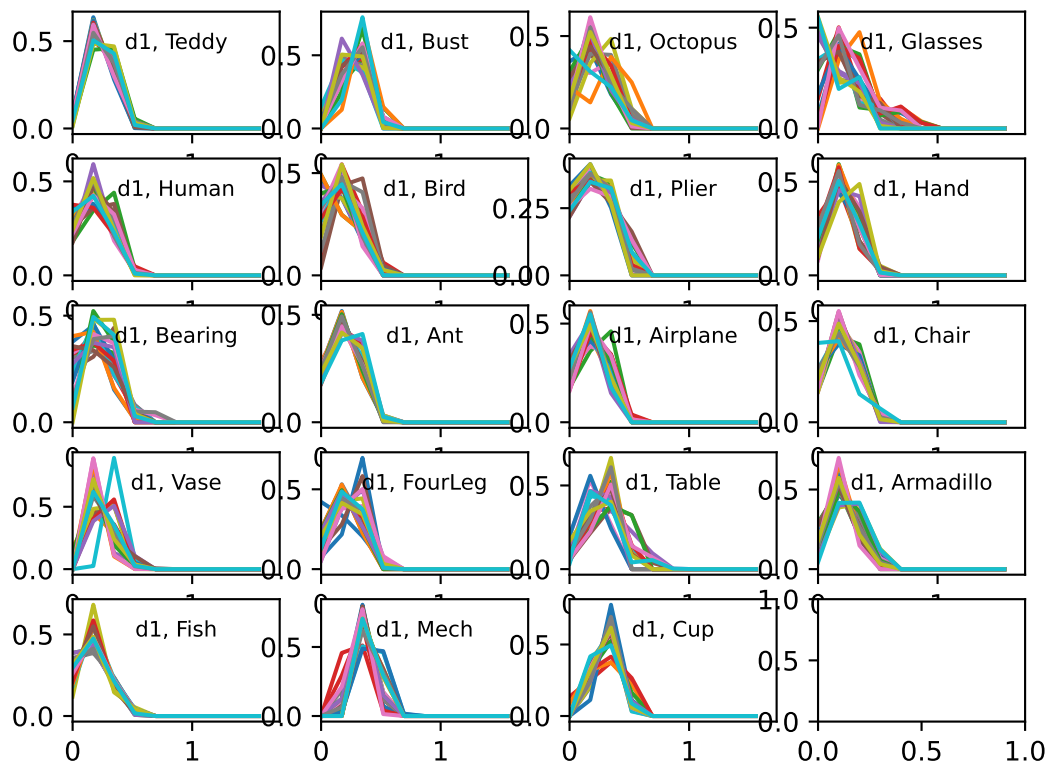 0.5 d1, Teddy 0.5 d1, Bust 0.5 d1, Octopus 0.5 d1, Glasses
0.0 0.0 0.0 0.0
0.5 d1, Human 0.5 d1, Bird 0.25 d1, Plier 0.5 d1, Hand
0.0 0.0 0.00 0.0
0.5 d1, Bearing 0.5 d1, Ant 0.5 d1, Airplane 0.5 d1, Chair
0.0 0.0 0.0 0.0
0.5 d1, Vase 0.5 d1, FourLeg 0.5 d1, Table 0.5 d1, Armadillo
0.0 0.0 0.0 0.0
0.5 d1, Fish 0.5 d1, Mech 0.5 d1, Cup 1.0
0.5
0.0 0.0 0.0 0.0
0 1 0 1 0 1 0.0 0.5 1.0